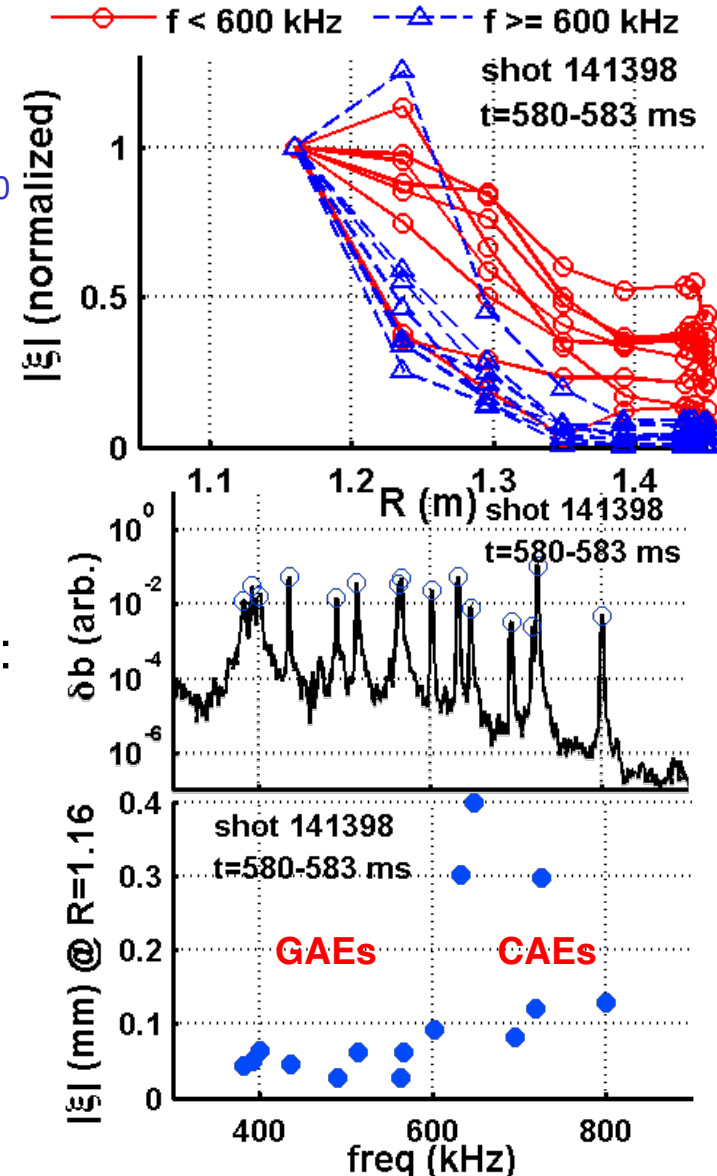 f < 600 kHz f >= 600 kHz
shot 141398
t=580-583 ms
0
|ξ| (normalized)
1
0.5
0
1.1 1.2 1.3 1.4
R (m)
shot 141398
t=580-583 ms
δb (arb.)
10^0
10^-2
10^-4
10^-6
:
|ξ| (mm) @ R=1.16
0.4
0.3
0.2
0.1
0
shot 141398
t=580-583 ms
GAEs CAEs
400 600 800
freq (kHz)